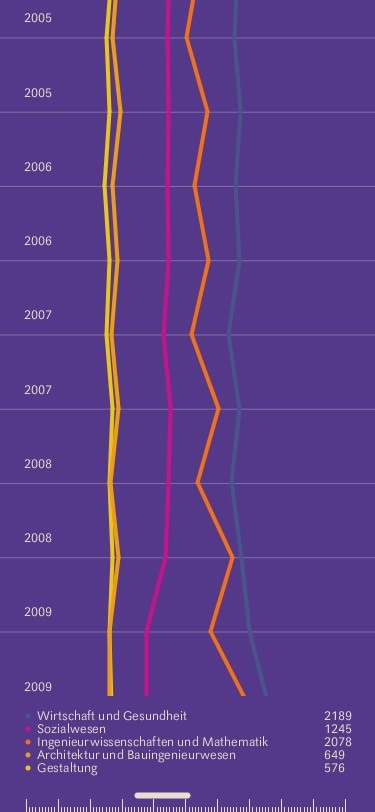 2005
2005
2006
2006
2007
2007
2008
2008
2009
2009
Wirtschaft und Gesundheit 2189
Sozialwesen 1245
Ingenieurwissenschaften und Mathematik 2078
Architektur und Bauingenieurwesen 649
Gestaltung 576